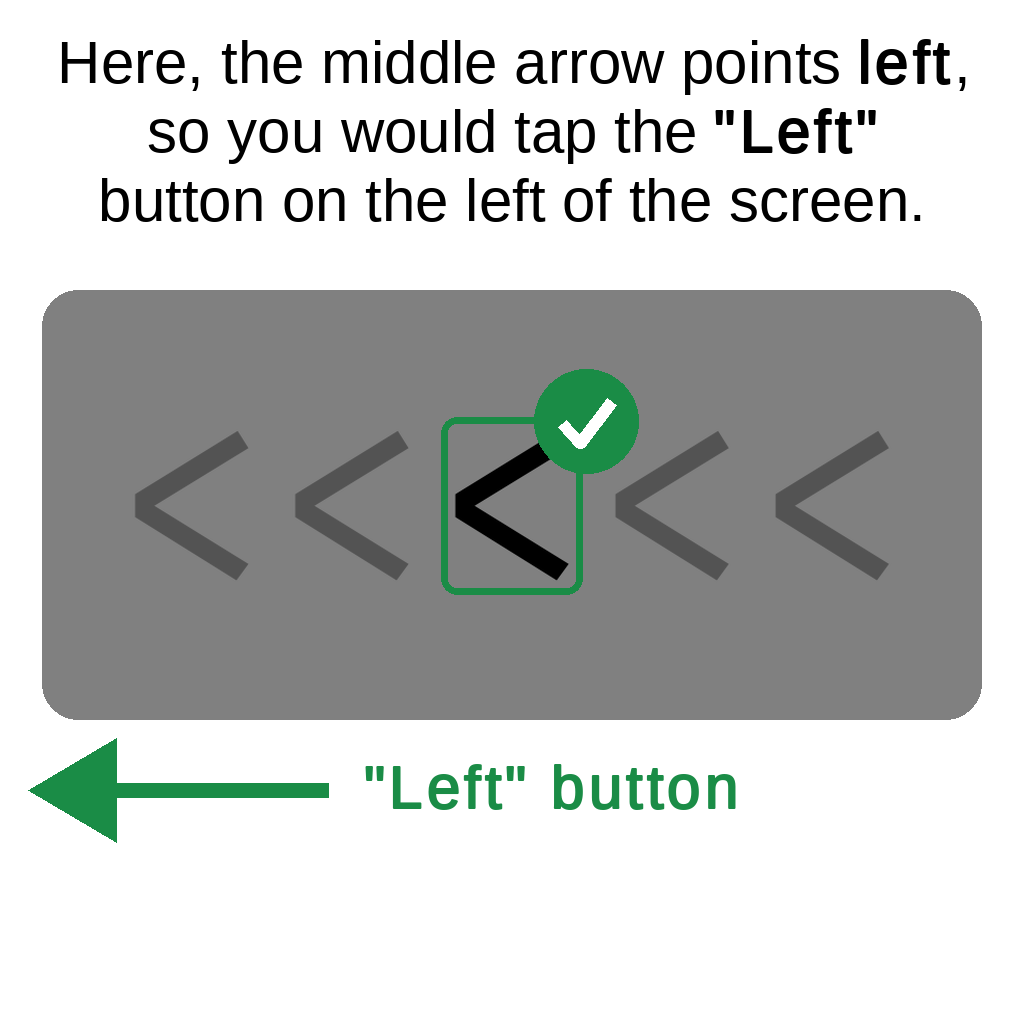 Here, the middle arrow points left,
so you would tap the "Left"
button on the left of the screen.
"Left" button